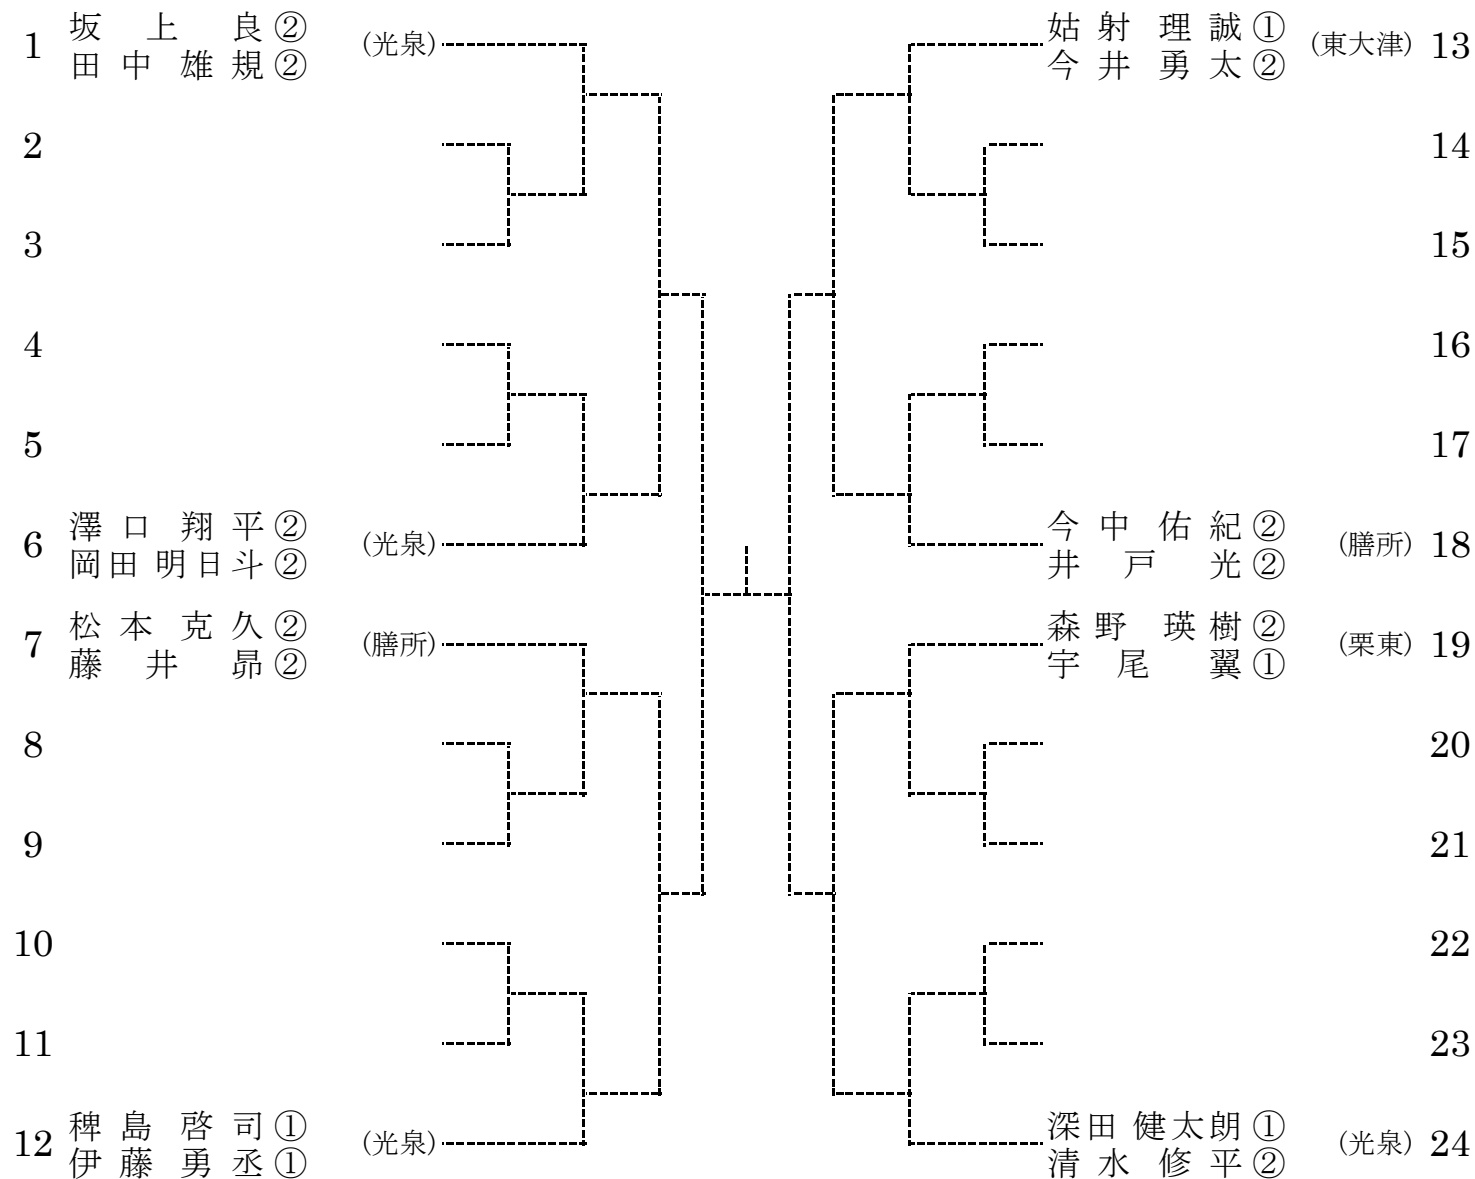 1 坂上 良② (光泉)
田中雄規②
2
3
4
5
6 澤口翔平② (光泉)
岡田明日斗②
7 松本克久② (膳所)
藤井 昴②
8
9
10
11
12 稗島啓司① (光泉)
伊藤勇丞①
姑射理誠① (東大津) 13
今井勇太②
14
15
16
17
今中佑紀② (膳所) 18
井戸 光②
森野瑛樹② (栗東) 19
宇尾 翼①
20
21
22
23
深田健太朗① (光泉) 24
清水修平②